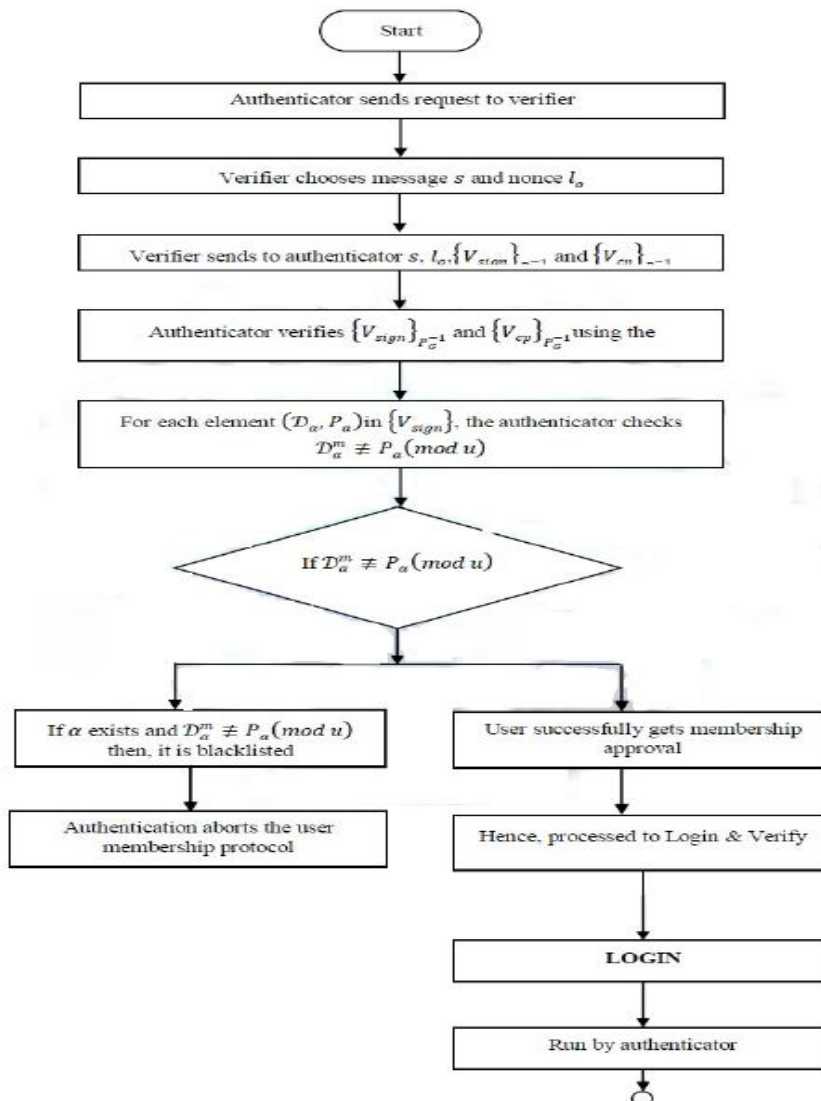 Start
Authenticator sends request to verifier
Verifier chooses message s and nonce lₐ
Verifier sends to authenticator s, lₐ,{V_sign} and
Authenticator verifies {V_sign}_{P_G^{-1}} and {V_cp}_{P_G^{-1}} using the
For each element (𝒟_α, P_α) in {V_sign}, the authenticator checks
𝒟_α^m ≢ P_α(mod u)
If 𝒟_α^m ≢ P_α(mod u)
If α exists and 𝒟_α^m ≢ P_α(mod u)
then, it is blacklisted
Authentication aborts the user
membership protocol
User successfully gets membership
approval
Hence, processed to Login & Verify
LOGIN
Run by authenticator